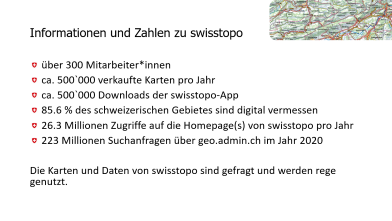 Informationen und Zahlen zu swisstopo
über 300 Mitarbeiter*innen
ca. 500`000 verkaufte Karten pro Jahr
ca. 500`000 Downloads der swisstopo-App
85.6 % des schweizerischen Gebietes sind digital vermessen
26.3 Millionen Zugriffe auf die Homepage(s) von swisstopo pro Jahr
223 Millionen Suchanfragen über geo.admin.ch im Jahr 2020
Die Karten und Daten von swisstopo sind gefragt und werden rege
genutzt.